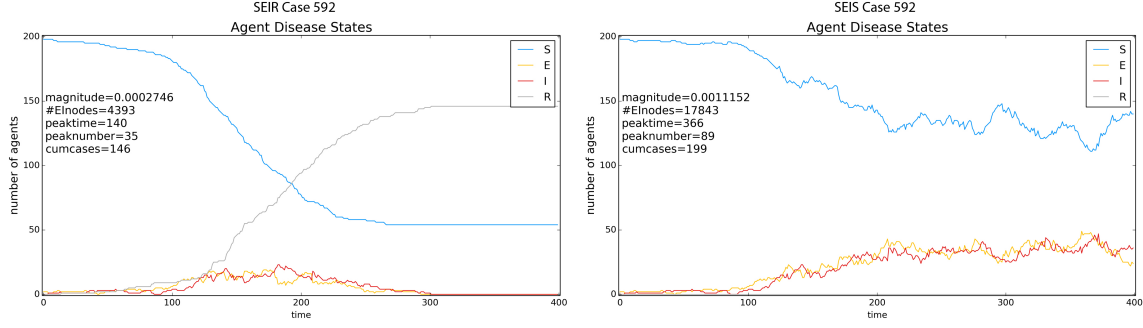 SEIR Case 592
Agent Disease States
200
150
100
50
0
number of agents
magnitude=0.0002746
#EInodes=4393
peaktime=140
peaknumber=35
cumcases=146
S
E
I
R
0 100 200 300 400
time
SEIS Case 592
Agent Disease States
200
150
100
50
0
number of agents
magnitude=0.0011152
#EInodes=17843
peaktime=366
peaknumber=89
cumcases=199
S
E
I
R
0 100 200 300 400
time